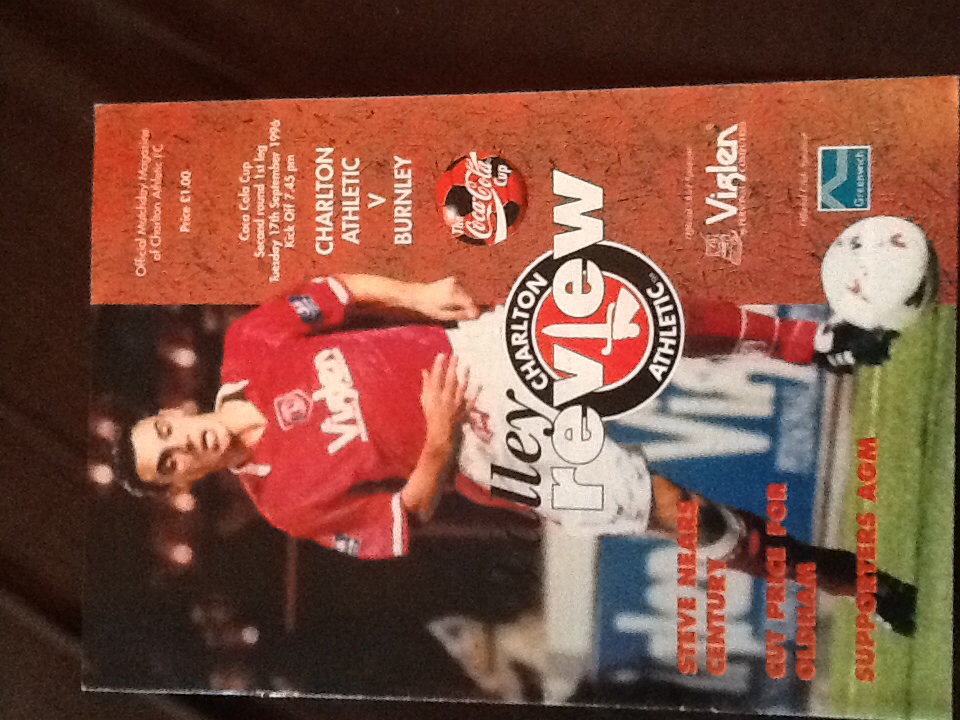 Official Matchday Magazine
of Charlton Athletic FC
Price £1.00
Coca Cola Cup
Second round 1st leg
Tuesday 17th September 1996
Kick Off 7.45 pm
CHARLTON
ATHLETIC
V
BURNLEY
The
Coca-Cola
Cup
Viglen
lley
review
CHARLTON
ATHLETIC
Viglen
Greenwich
STEVE NEARS
CENTURY
CUT PRICE FOR
OLDHAM
SUPPORTERS AGM